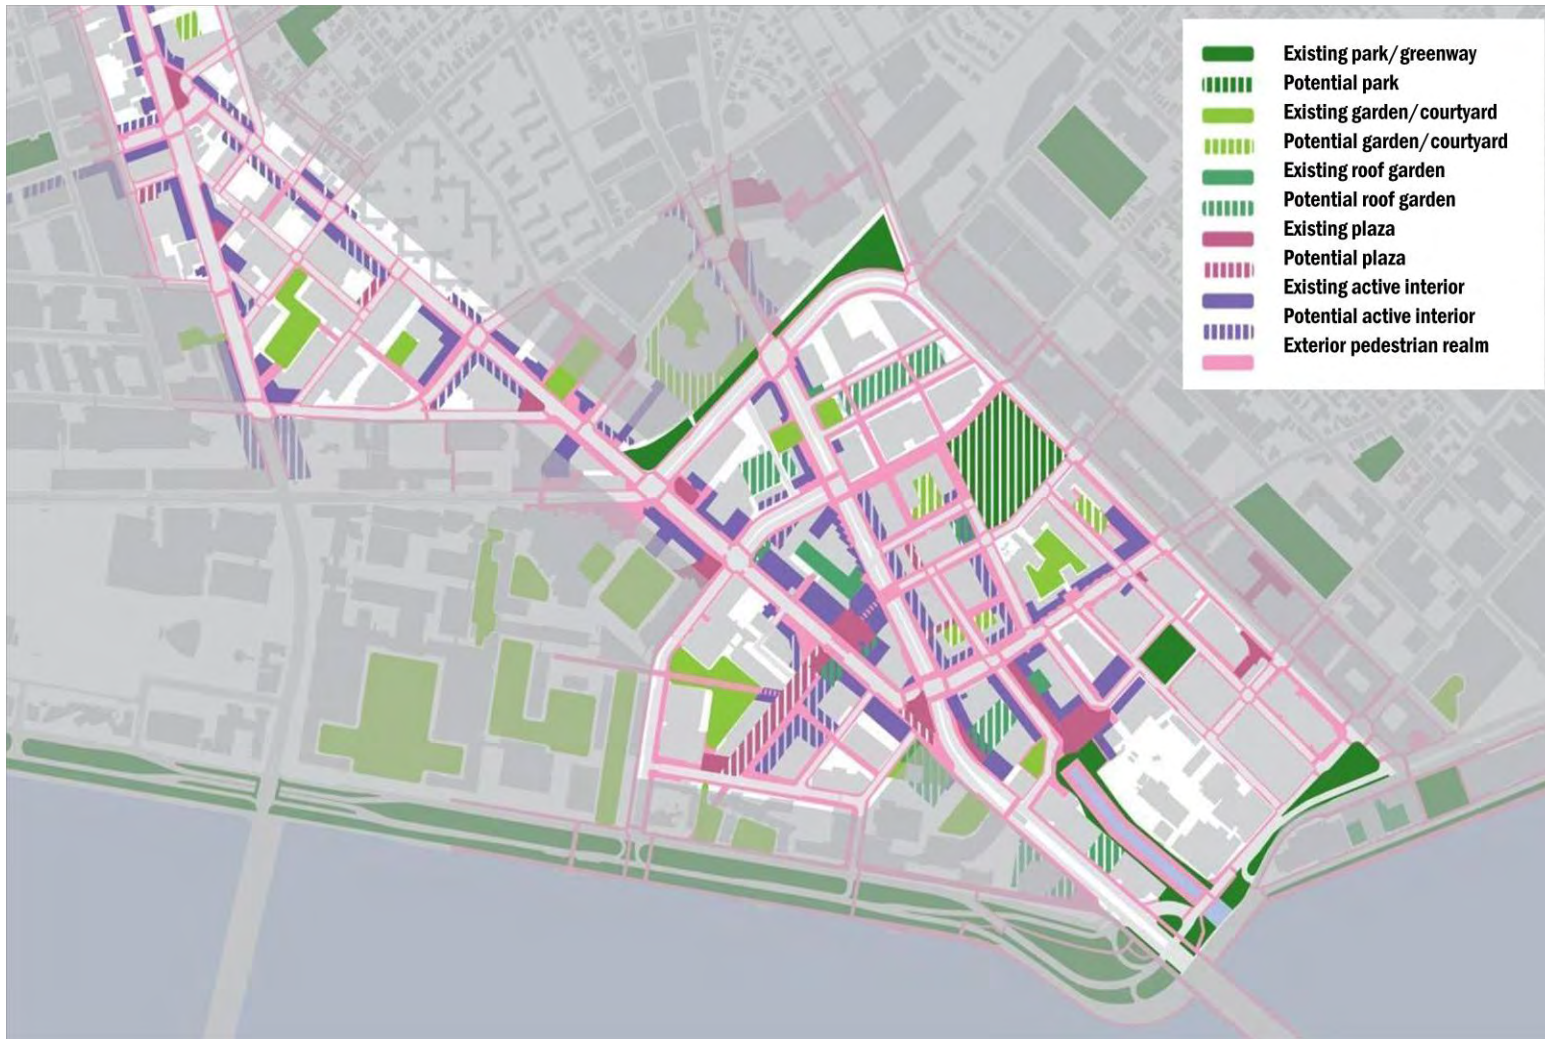 Existing park/greenway
Potential park
Existing garden/courtyard
Potential garden/courtyard
Existing roof garden
Potential roof garden
Existing plaza
Potential plaza
Existing active interior
Potential active interior
Exterior pedestrian realm